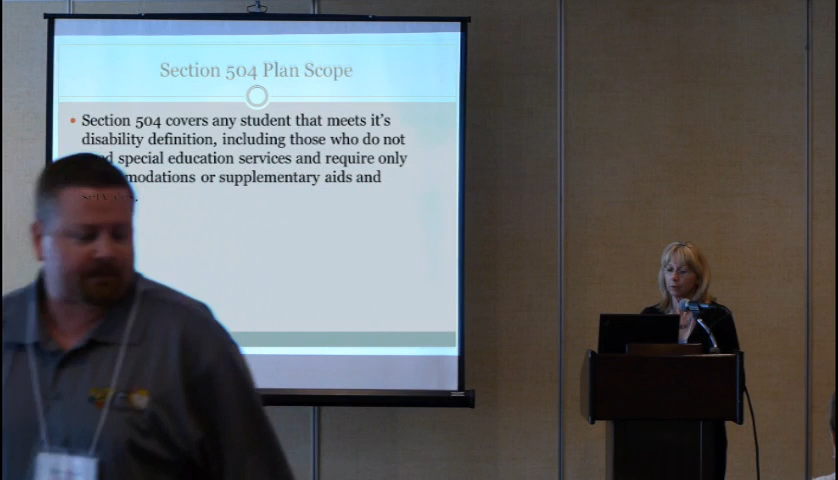 Section 504 Plan Scope
Section 504 covers any student that meets it's
disability definition, including those who do not
special education services and require only
or supplementary aids and
services.